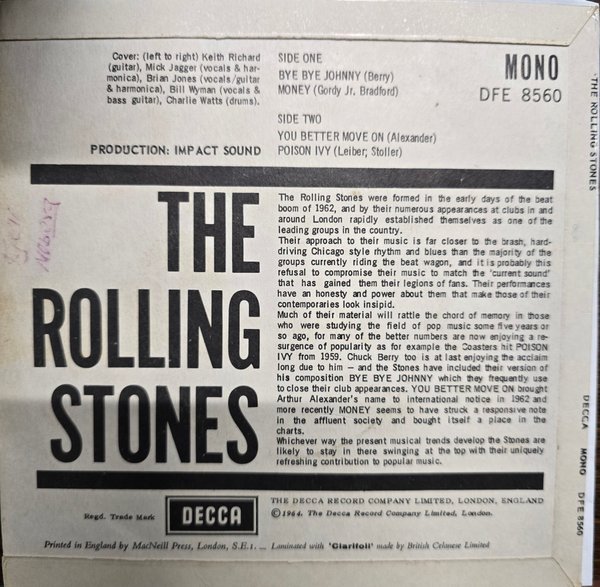 Cover: (left to right) Keith Richard
(guitar), Mick Jagger (vocals & har-
monica), Brian Jones (vocals/guitar
& harmonica), Bill Wyman (vocals &
bass guitar), Charlie Watts (drums).
PRODUCTION: IMPACT SOUND
SIDE ONE
BYE BYE JOHNNY (Berry)
MONEY (Gordy Jr. Bradford)
SIDE TWO
YOU BETTER MOVE ON (Alexander)
POISON IVY (Leiber; Stoller)
MONO
DFE 8560
THE
ROLLING
STONES
The Rolling Stones were formed in the early days of the beat
boom of 1962, and by their numerous appearances at clubs in and
around London rapidly established themselves as one of the
leading groups in the country.
Their approach to their music is far closer to the brash, hard-
driving Chicago style rhythm and blues than the majority of the
groups currently riding the beat wagon, and it is probably this
refusal to compromise their music to match the 'current sound'
that has gained them their legions of fans. Their performances
have an honesty and power about them that make those of their
contemporaries look insipid.
Much of their material will rattle the chord of memory in those
who were studying the field of pop music some five years or
so ago, for many of the better numbers are now enjoying a re-
surgence of popularity as for example the Coasters hit POISON
IVY from 1959. Chuck Berry too is at last enjoying the acclaim
long due to him — and the Stones have included their version of
his composition BYE BYE JOHNNY which they frequently use
to close their club appearances. YOU BETTER MOVE ON brought
Arthur Alexander's name to international notice in 1962 and
more recently MONEY seems to have struck a responsive note
in the affluent society and bought itself a place in the
charts.
Whichever way the present musical trends develop the Stones are
likely to stay in there swinging at the top with their uniquely
refreshing contribution to popular music.
Regd. Trade Mark
DECCA
THE DECCA RECORD COMPANY LIMITED, LONDON, ENGLAND
©1964. The Decca Record Company Limited, London.
Printed in England by MacNeill Press, London, S.E.1. — Laminated with 'Clarifoil' made by British Celanese Limited
THE ROLLING STONES
DECCA MONO DFE 8560